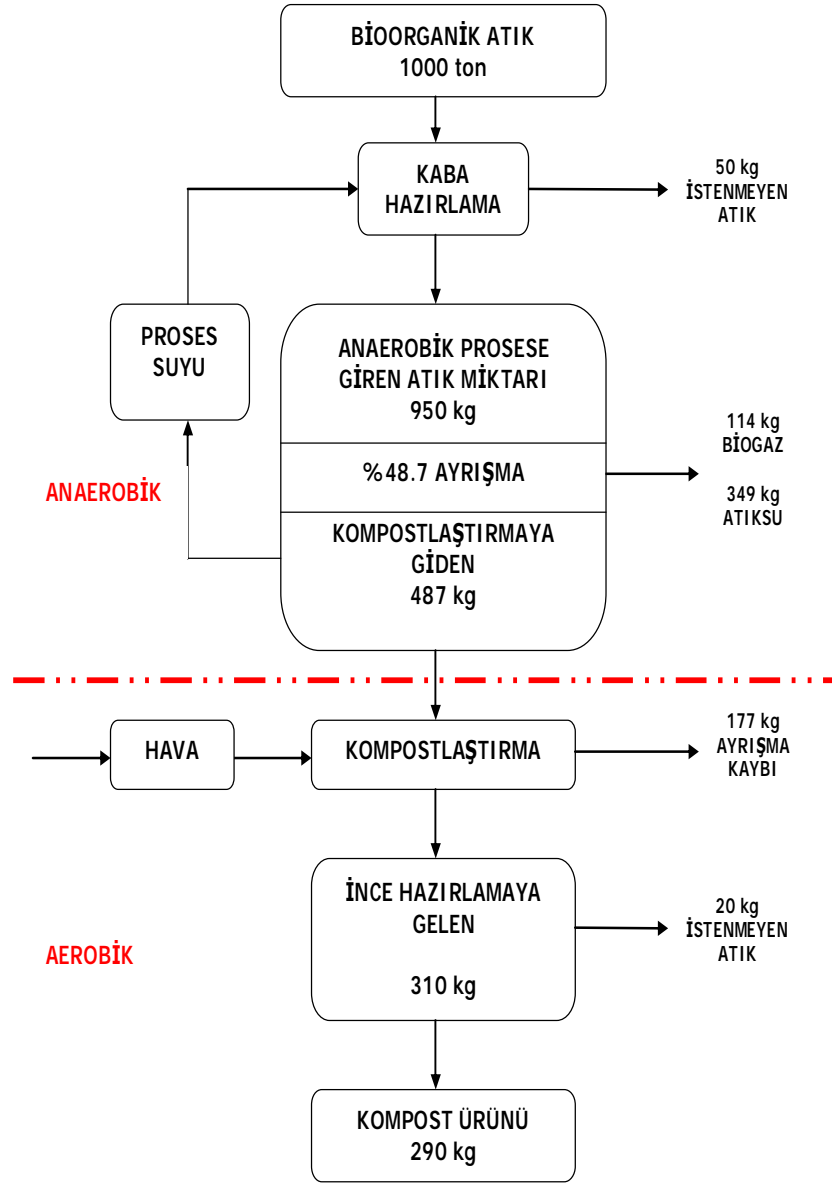 BİOORGANİK ATIK
1000 ton
KABA
HAZIRLAMA
50 kg
İSTENMEYEN
ATIK
PROSES
SUYU
ANAEROBİK PROSESE
GİREN ATIK MİKTARI
950 kg
114 kg
BİOGAZ
%48.7 AYRIŞMA
ANAEROBİK
349 kg
ATIKSU
KOMPOSTLAŞTIRMAYA
GİDEN
487 kg
HAVA
KOMPOSTLAŞTIRMA
177 kg
AYRIŞMA
KAYBI
İNCE HAZIRLAMAYA
GELEN
310 kg
20 kg
İSTENMEYEN
ATIK
AEROBİK
KOMPOST ÜRÜNÜ
290 kg